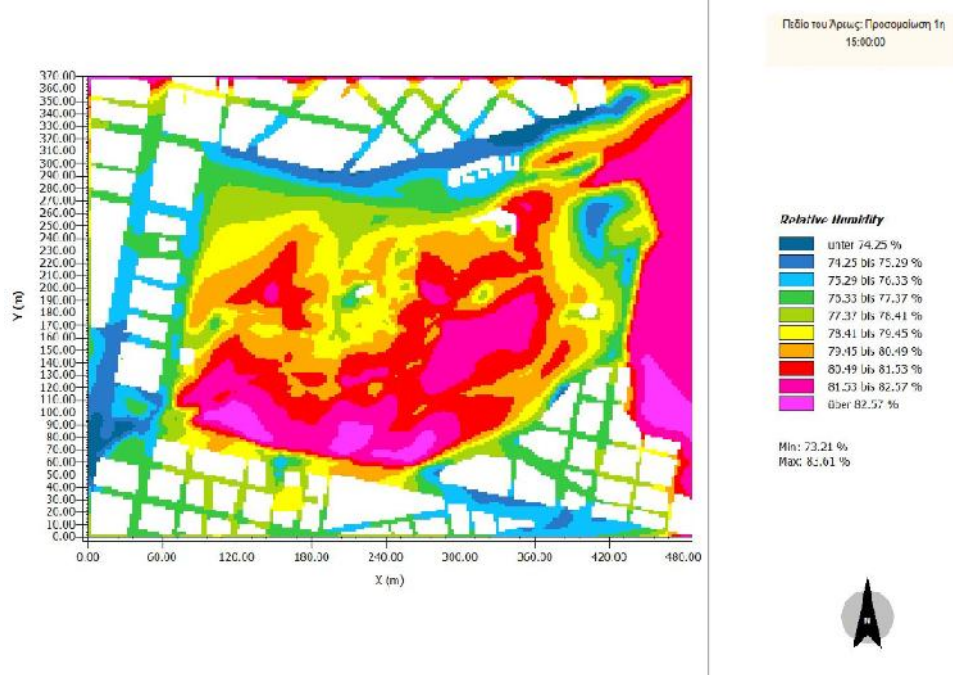 Πεδίο του Άρεως: Προσομοίωση 1η
15:00:00
370.00
360.00
350.00
340.00
330.00
320.00
310.00
300.00
290.00
280.00
270.00
260.00
250.00
240.00
230.00
220.00
210.00
200.00
190.00
180.00
170.00
160.00
150.00
140.00
130.00
120.00
110.00
100.00
90.00
80.00
70.00
60.00
50.00
40.00
30.00
20.00
10.00
0.00
Y (m)
0.00 60.00 120.00 180.00 240.00 300.00 360.00 420.00 480.00
X (m)
Relative Humidity
unter 74.25 %
74.25 bis 75.29 %
75.29 bis 76.33 %
76.33 bis 77.37 %
77.37 bis 78.41 %
78.41 bis 79.45 %
79.45 bis 80.49 %
80.49 bis 81.53 %
81.53 bis 82.57 %
über 82.57 %
Min: 73.21 %
Max: 83.61 %
N